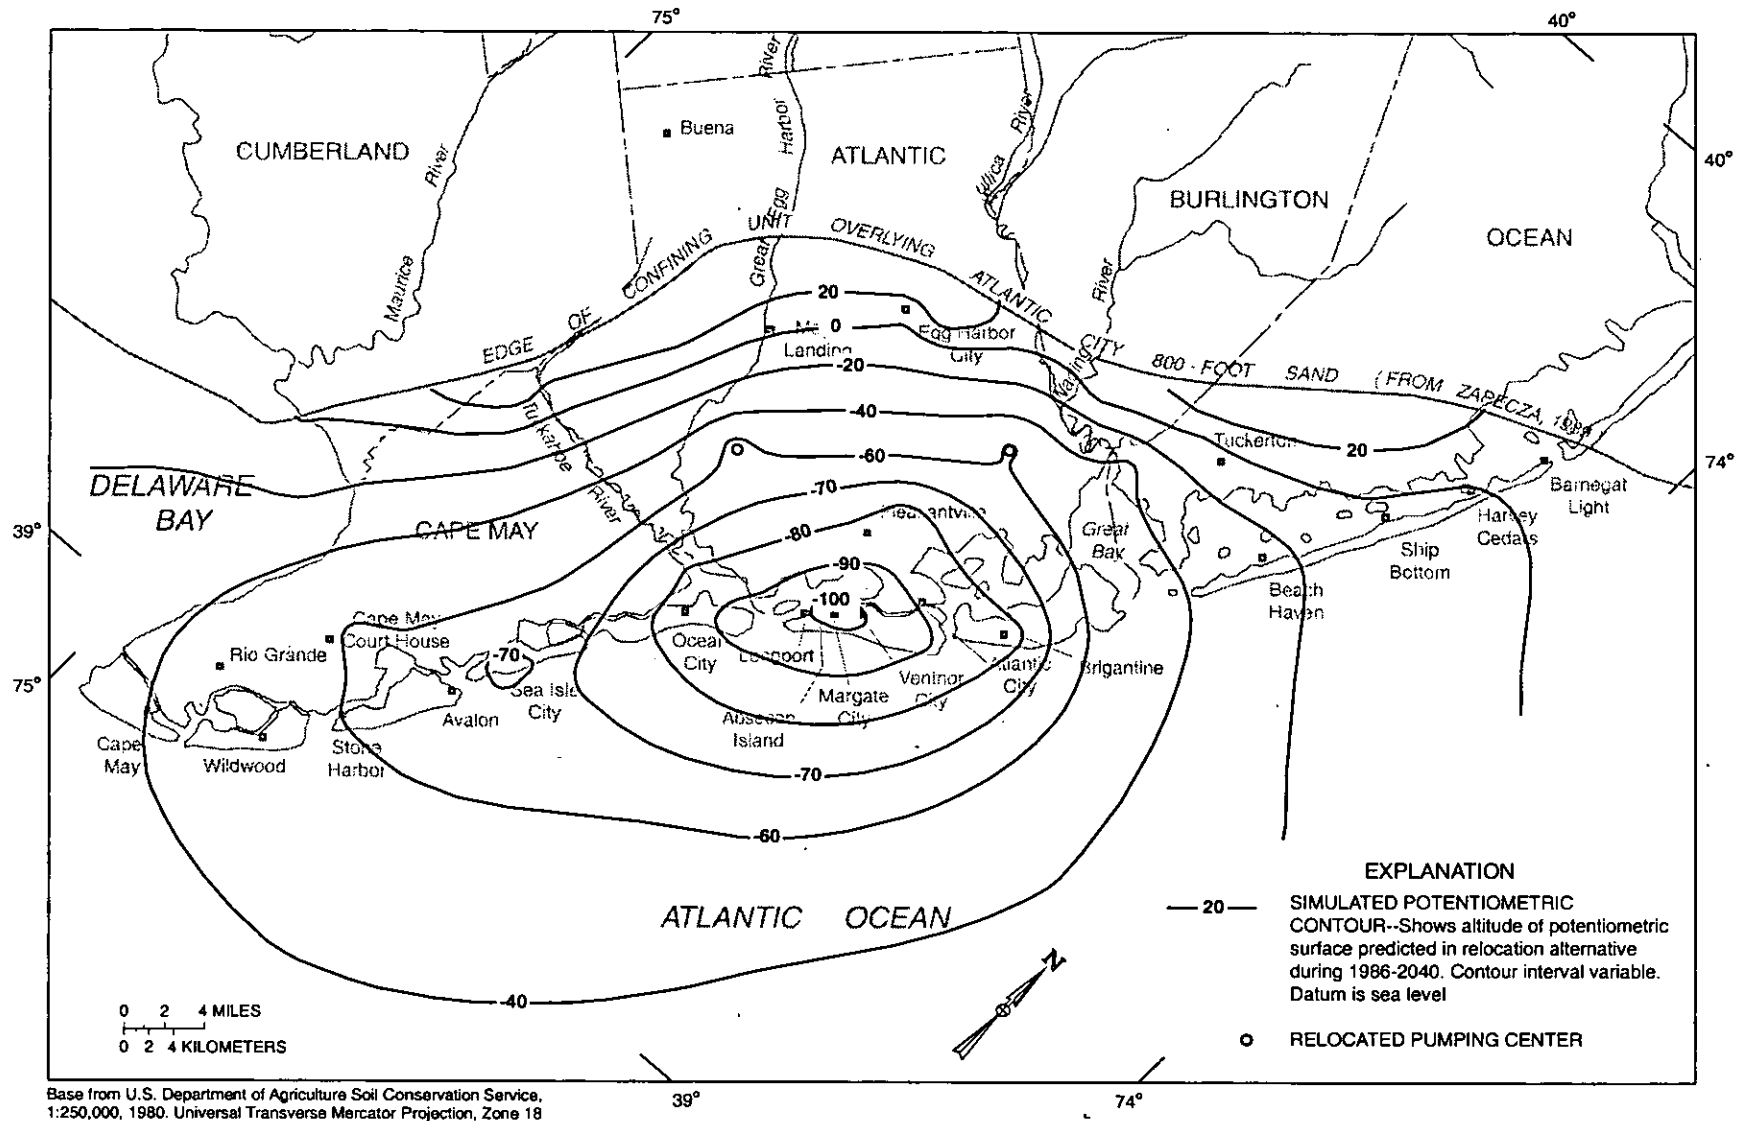 75°
40°
CUMBERLAND
Maurice
River
Buena
Great Egg
Harbor
River
ATLANTIC
River
BURLINGTON
OCEAN
40°
EDGE OF CONFINING UNIT OVERLYING ATLANTIC CITY 800-FOOT SAND (FROM ZAPECZA,
20
0
Landing
Egg Harbor
City
-20
-40
River
Tuckerton
20
74°
DELAWARE
BAY
39°
CAPE MAY
River
-60
-70
Pleasantville
-80
-90
-100
Great
Bay
Barnegat
Light
Harvey
Cedars
Ship
Bottom
Beach
Haven
Cape May
Court House
Rio Grande
75°
-70
Sea Isle
City
Avalon
Stone
Harbor
Wildwood
Cape
May
Ocean
City
Longport
Absecon
Island
Margate
City
Ventnor
City
Atlantic
City
Brigantine
-70
-60
ATLANTIC OCEAN
-40
N
0 2 4 MILES
0 2 4 KILOMETERS
EXPLANATION
20
SIMULATED POTENTIOMETRIC
CONTOUR--Shows altitude of potentiometric
surface predicted in relocation alternative
during 1986-2040. Contour interval variable.
Datum is sea level
RELOCATED PUMPING CENTER
Base from U.S. Department of Agriculture Soil Conservation Service,
1:250,000, 1980. Universal Transverse Mercator Projection, Zone 18
39°
74°